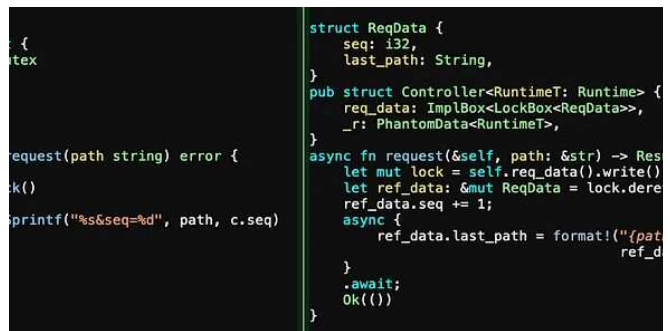 {
utex
request(path string) error {
k()
Sprintf("%s&seq=%d", path, c.seq)
struct ReqData {
seq: i32,
last_path: String,
}
pub struct Controller<RuntimeT: Runtime> {
req_data: ImplBox<LockBox<ReqData>>,
_r: PhantomData<RuntimeT>,
}
async fn request(&self, path: &str) -> Res
let mut lock = self.req_data().write()
let ref_data: &mut ReqData = lock.dere
ref_data.seq += 1;
async {
ref_data.last_path = format!("{pat
ref_d
}
.await;
Ok(())
}